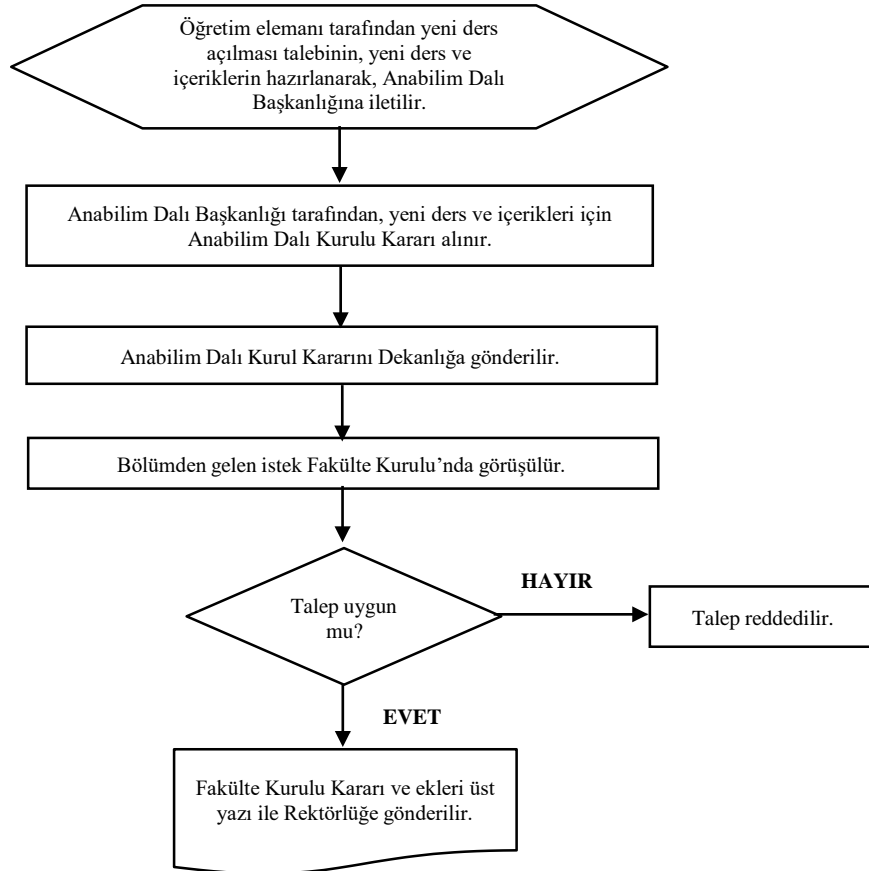 Öğretim elemanı tarafından yeni ders
açılması talebinin, yeni ders ve
içeriklerin hazırlanarak, Anabilim Dalı
Başkanlığına iletilir.
Anabilim Dalı Başkanlığı tarafından, yeni ders ve içerikleri için
Anabilim Dalı Kurulu Kararı alınır.
Anabilim Dalı Kurul Kararını Dekanlığa gönderilir.
Bölümden gelen istek Fakülte Kurulu’nda görüşülür.
Talep uygun
mu?
HAYIR
Talep reddedilir.
EVET
Fakülte Kurulu Kararı ve ekleri üst
yazı ile Rektörlüğe gönderilir.